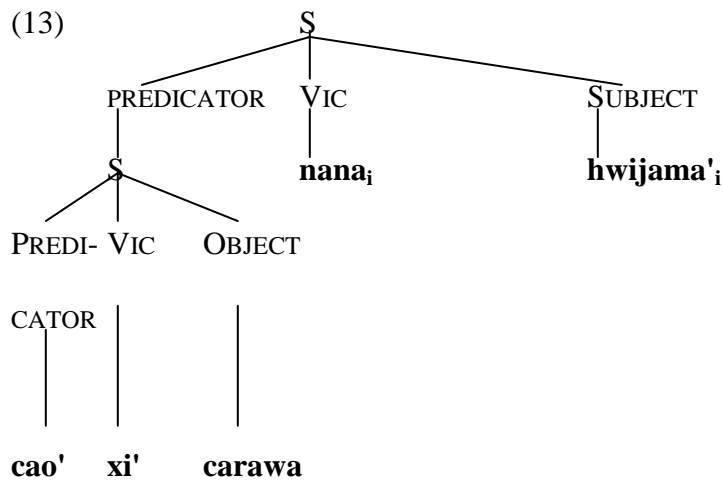 (13) S
PREDICATOR VIC SUBJECT
S nanaᵢ hwijama'ᵢ
PREDI- VIC OBJECT
CATOR
cao' xi' carawa